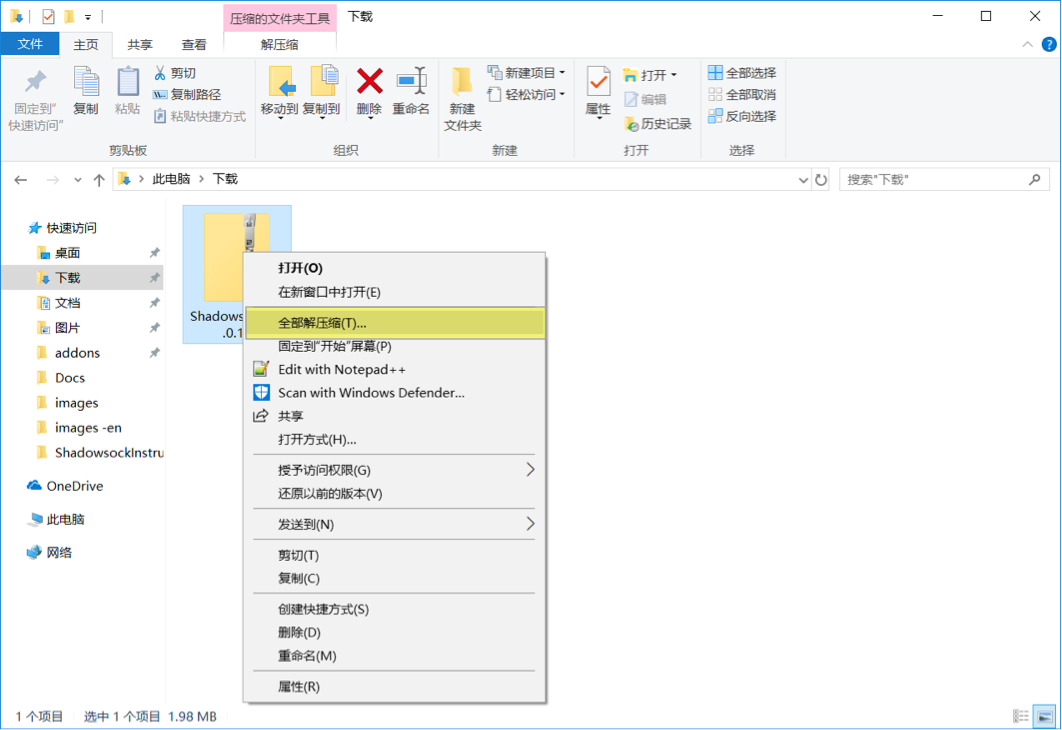 压缩的文件夹工具
下载
文件
主页
共享
查看
解压缩
固定到"
快速访问"
复制
粘贴
剪切
复制路径
粘贴快捷方式
剪贴板
移动到
复制到
删除
重命名
组织
新建
文件夹
新建项目
轻松访问
新建
属性
打开
编辑
历史记录
打开
全部选择
全部取消
反向选择
选择
此电脑
下载
搜索"下载"
快速访问
桌面
下载
文档
图片
addons
Docs
images
images -en
ShadowsockInstru
OneDrive
此电脑
网络
Shadows
.0.1
打开(O)
在新窗口中打开(E)
全部解压缩(T)...
固定到"开始"屏幕(P)
Edit with Notepad++
Scan with Windows Defender...
共享
打开方式(H)...
授予访问权限(G)
还原以前的版本(V)
发送到(N)
剪切(T)
复制(C)
创建快捷方式(S)
删除(D)
重命名(M)
属性(R)
1 个项目
选中 1 个项目 1.98 MB